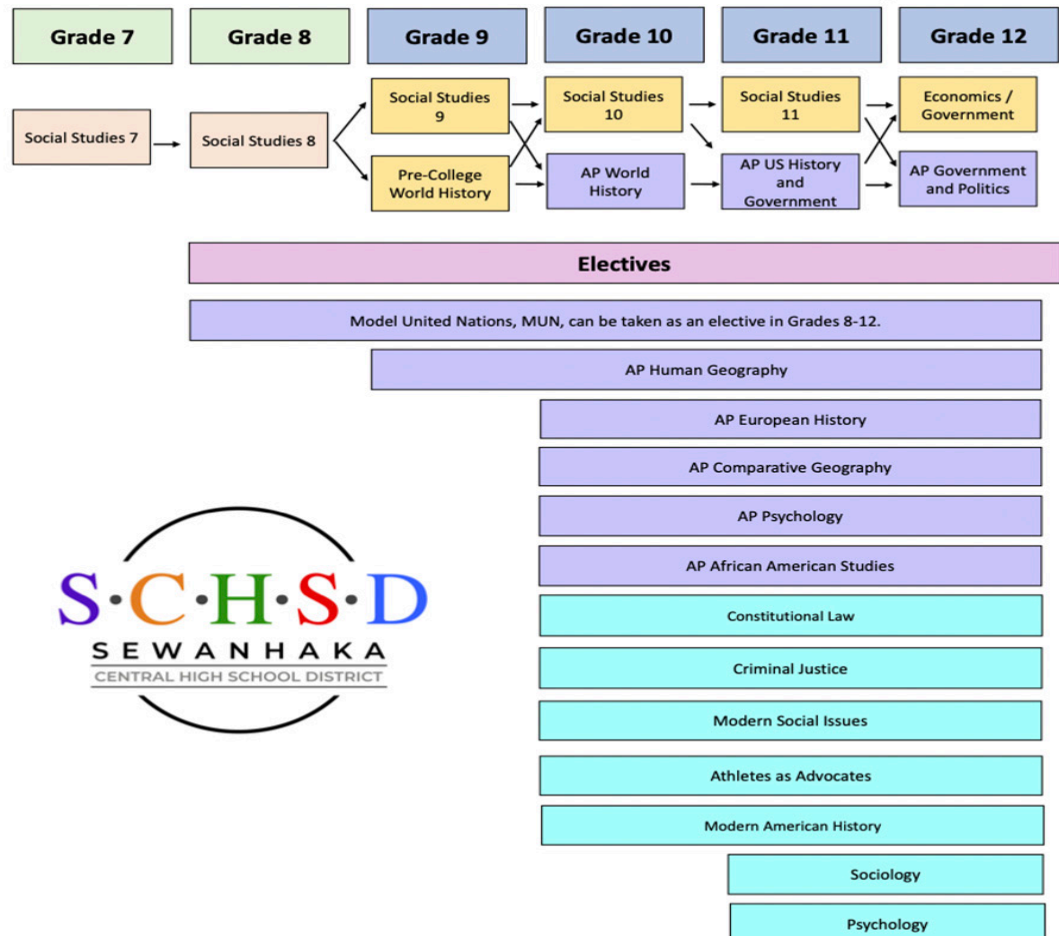 Grade 7
Grade 8
Grade 9
Grade 10
Grade 11
Grade 12
Social Studies 7
Social Studies 8
Social Studies
9
Social Studies
10
Social Studies
11
Economics /
Government
Pre-College
World History
AP World
History
AP US History
and
Government
AP Government
and Politics
Electives
Model United Nations, MUN, can be taken as an elective in Grades 8-12.
AP Human Geography
AP European History
AP Comparative Geography
AP Psychology
AP African American Studies
Constitutional Law
Criminal Justice
Modern Social Issues
Athletes as Advocates
Modern American History
Sociology
Psychology
S·C·H·S·D
SEWANHAKA
CENTRAL HIGH SCHOOL DISTRICT